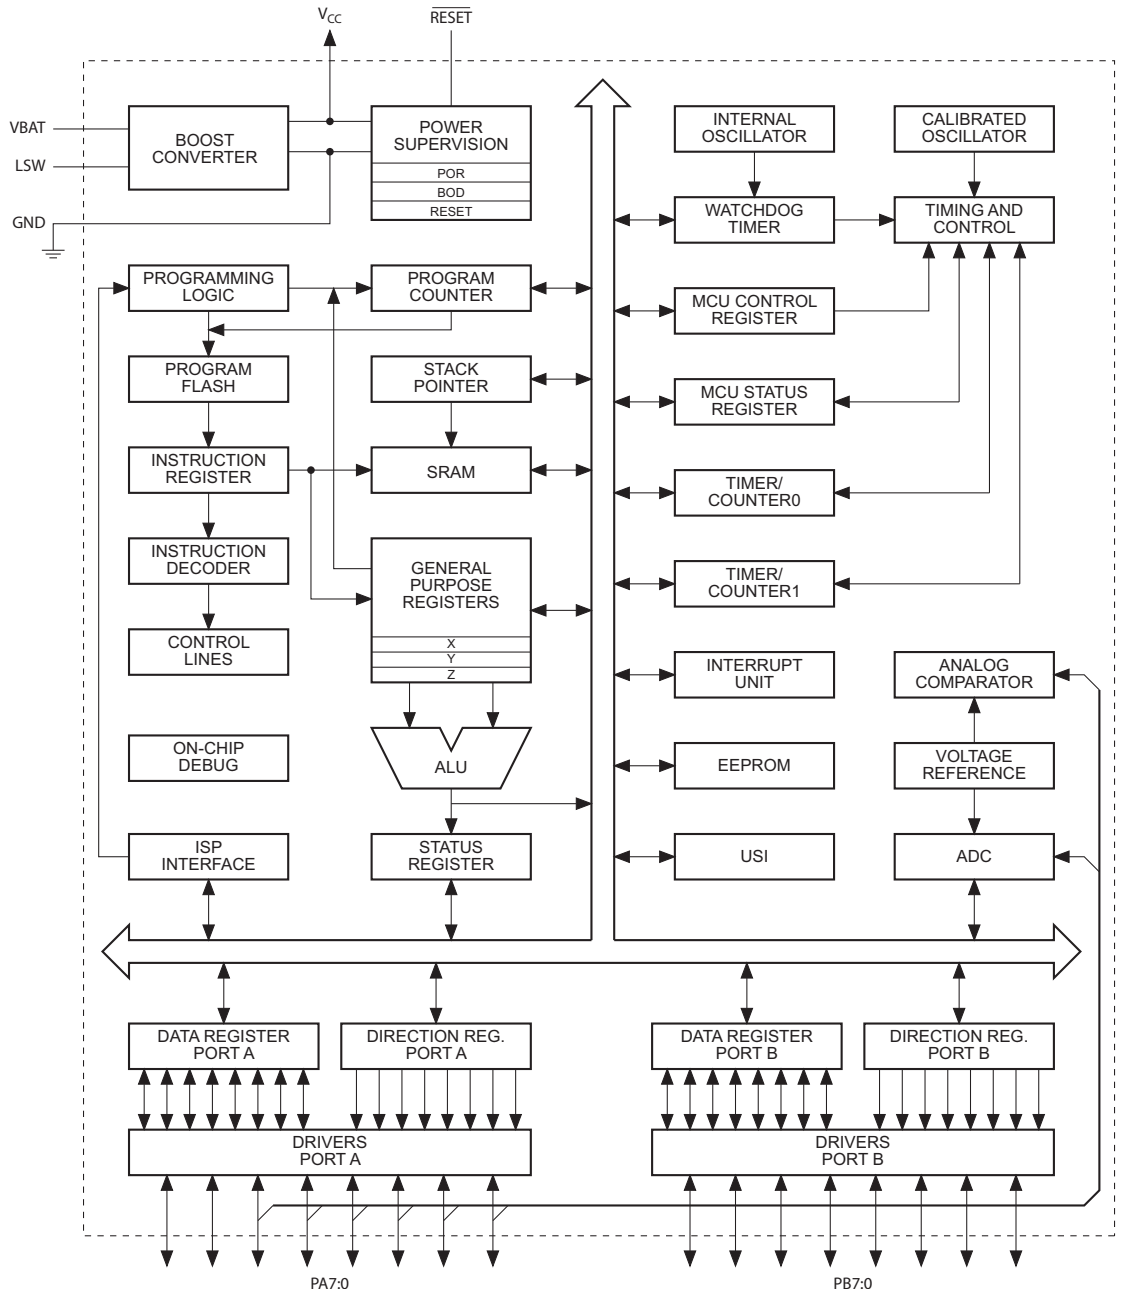 VCC
RESET
VBAT
LSW
GND
BOOST
CONVERTER
POWER
SUPERVISION
POR
BOD
RESET
INTERNAL
OSCILLATOR
CALIBRATED
OSCILLATOR
WATCHDOG
TIMER
TIMING AND
CONTROL
PROGRAMMING
LOGIC
PROGRAM
COUNTER
MCU CONTROL
REGISTER
PROGRAM
FLASH
STACK
POINTER
MCU STATUS
REGISTER
INSTRUCTION
REGISTER
SRAM
TIMER/
COUNTER0
INSTRUCTION
DECODER
GENERAL
PURPOSE
REGISTERS
X
Y
Z
TIMER/
COUNTER1
CONTROL
LINES
INTERRUPT
UNIT
ANALOG
COMPARATOR
ON-CHIP
DEBUG
ALU
EEPROM
VOLTAGE
REFERENCE
ISP
INTERFACE
STATUS
REGISTER
USI
ADC
DATA REGISTER
PORT A
DIRECTION REG.
PORT A
DATA REGISTER
PORT B
DIRECTION REG.
PORT B
DRIVERS
PORT A
DRIVERS
PORT B
PA7:0
PB7:0